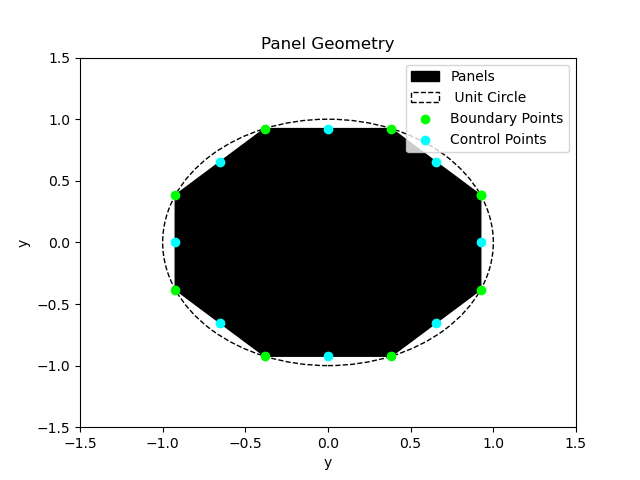 Panel Geometry
Panels
Unit Circle
Boundary Points
Control Points
1.5
1.0
0.5
0.0
−0.5
−1.0
−1.5
y
−1.5 −1.0 −0.5 0.0 0.5 1.0 1.5
y